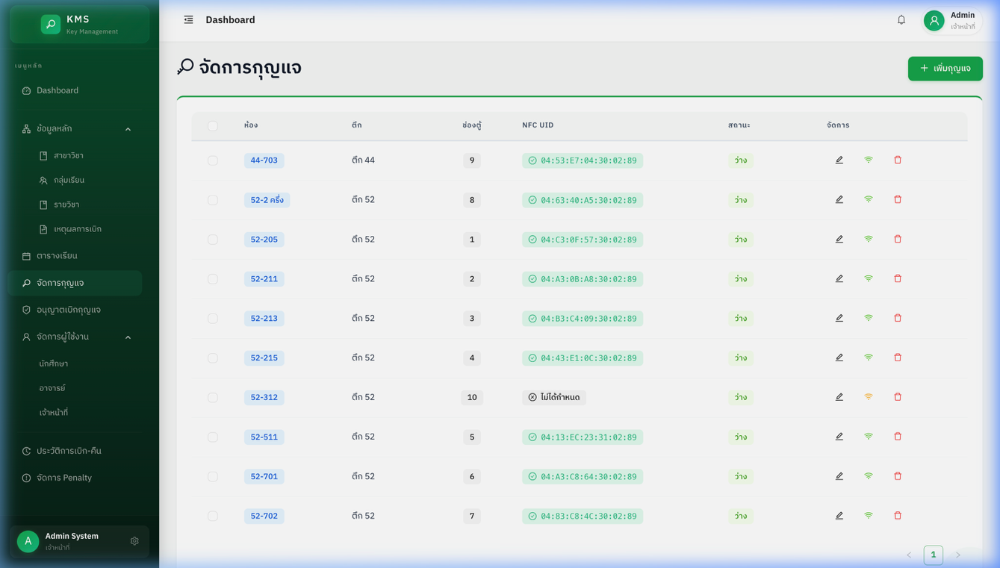 KMS
Key Management
เมนูหลัก
Dashboard
ข้อมูลหลัก
สาขาวิชา
กลุ่มเรียน
รายวิชา
เหตุผลการเบิก
ตารางเรียน
จัดการกุญแจ
อนุญาตเบิกกุญแจ
จัดการผู้ใช้งาน
นักศึกษา
อาจารย์
เจ้าหน้าที่
ประวัติการเบิก-คืน
จัดการ Penalty
A
Admin System
เจ้าหน้าที่
Dashboard
Admin
เจ้าหน้าที่
จัดการกุญแจ
+ เพิ่มกุญแจ
ห้อง ตึก ช่องตู้ NFC UID สถานะ จัดการ
44-703 ตึก 44 9 04:53:E7:04:30:02:89 ว่าง
52-2 ครึ่ง ตึก 52 8 04:63:40:A5:30:02:89 ว่าง
52-205 ตึก 52 1 04:C3:0F:57:30:02:89 ว่าง
52-211 ตึก 52 2 04:A3:0B:A8:30:02:89 ว่าง
52-213 ตึก 52 3 04:B3:C4:09:30:02:89 ว่าง
52-215 ตึก 52 4 04:43:E1:0C:30:02:89 ว่าง
52-312 ตึก 52 10 ไม่ได้กำหนด ว่าง
52-511 ตึก 52 5 04:13:EC:23:31:02:89 ว่าง
52-701 ตึก 52 6 04:A3:C8:64:30:02:89 ว่าง
52-702 ตึก 52 7 04:83:C8:4C:30:02:89 ว่าง
< 1 >